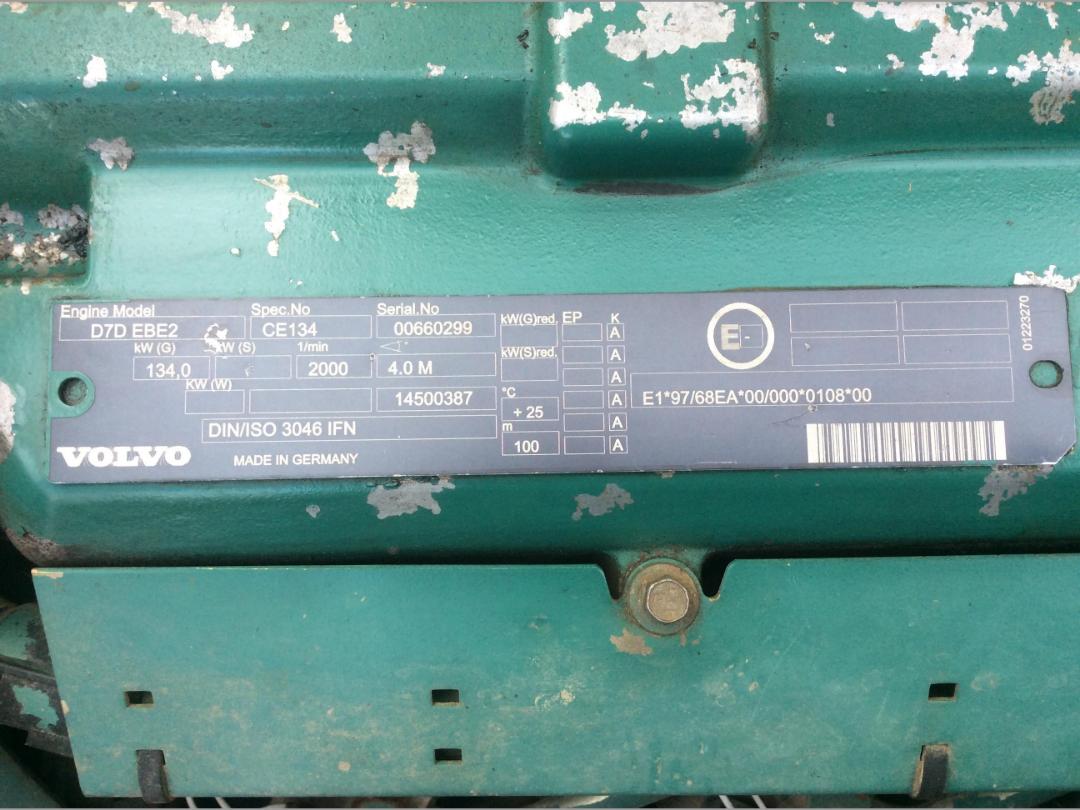 Engine Model Spec.No Serial.No
D7D EBE2 CE134 00660299
kW (G) kW (S) 1/min
134,0 2000 4.0 M
KW (W)
14500387
DIN/ISO 3046 IFN
VOLVO MADE IN GERMANY
kW(G)red. EP K
A
kW(S)red. A
A
°C
+ 25 A
m
100 A
A
E -
E1*97/68EA*00/000*0108*00
01223270